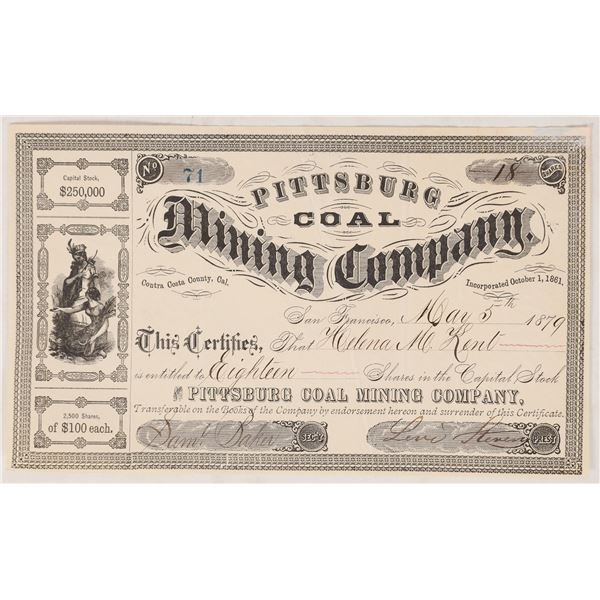 Capital Stock,
$250,000
2,500 Shares,
of $100 each.
No 71
18 SHARES
PITTSBURG
COAL
Mining Company.
Contra Costa County, Cal.
Incorporated October 1, 1861.
San Francisco, May 5th 1879
This Certifies, That Helena M. Kent
is entitled to Eighteen Shares in the Capital Stock
OF THE PITTSBURG COAL MINING COMPANY,
Transferable on the Books of the Company by endorsement hereon and surrender of this Certificate.
Saml Baker SEC'Y
Levi Steven PRES'T